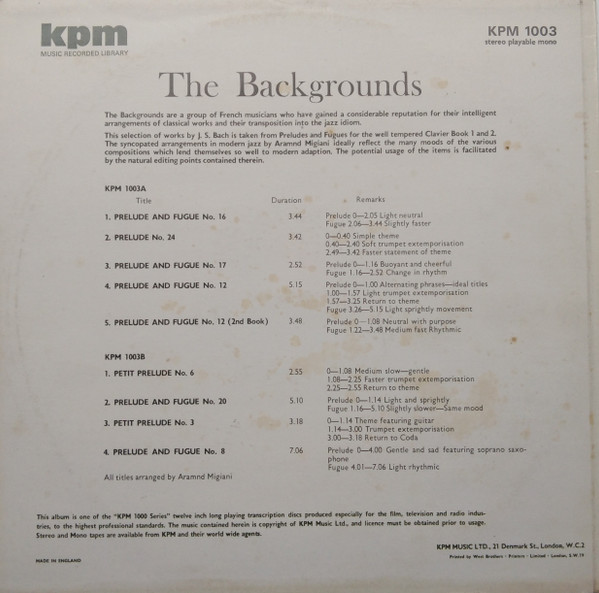 kpm
MUSIC RECORDED LIBRARY
KPM 1003
stereo playable mono
The Backgrounds
The Backgrounds are a group of French musicians who have gained a considerable reputation for their intelligent
arrangements of classical works and their transposition into the jazz idiom.
This selection of works by J. S. Bach is taken from Preludes and Fugues for the well tempered Clavier Book 1 and 2.
The syncopated arrangements in modern jazz by Aramnd Migiani ideally reflect the many moods of the various
compositions which lend themselves so well to modern adaption. The potential usage of the items is facilitated
by the natural editing points contained therein.
KPM 1003A
Title Duration Remarks
1. PRELUDE AND FUGUE No. 16 3.44 Prelude 0—2.05 Light neutral
Fugue 2.06—3.44 Slightly faster
2. PRELUDE No. 24 3.42 0—0.40 Simple theme
0.40—2.40 Soft trumpet extemporisation
2.49—3.42 Faster statement of theme
3. PRELUDE AND FUGUE No. 17 2.52 Prelude 0—1.16 Buoyant and cheerful
Fugue 1.16—2.52 Change in rhythm
4. PRELUDE AND FUGUE No. 12 5.15 Prelude 0—1.00 Alternating phrases—ideal titles
1.00—1.57 Light trumpet extemporisation
1.57—3.25 Return to theme
Fugue 3.26—5.15 Light sprightly movement
5. PRELUDE AND FUGUE No. 12 (2nd Book) 3.48 Prelude 0—1.08 Neutral with purpose
Fugue 1.22—3.48 Medium fast Rhythmic
KPM 1003B
1. PETIT PRELUDE No. 6 2.55 0—1.08 Medium slow—gentle
1.08—2.25 Faster trumpet extemporisation
2.25—2.55 Return to theme
2. PRELUDE AND FUGUE No. 20 5.10 Prelude 0—1.14 Light and sprightly
Fugue 1.16—5.10 Slightly slower—Same mood
3. PETIT PRELUDE No. 3 3.18 0—1.14 Theme featuring guitar
1.14—3.00 Trumpet extemporisation
3.00—3.18 Return to Coda
4. PRELUDE AND FUGUE No. 8 7.06 Prelude 0—4.00 Gentle and sad featuring soprano saxo-
phone
Fugue 4.01—7.06 Light rhythmic
All titles arranged by Aramnd Migiani
This album is one of the "KPM 1000 Series" twelve inch long playing transcription discs produced especially for the film, television and radio indus-
tries, to the highest professional standards. The music contained herein is copyright of KPM Music Ltd., and licence must be obtained prior to usage.
Stereo and Mono tapes are available from KPM and their world wide agents.
KPM MUSIC LTD., 21 Denmark St., London, W.C.2
MADE IN ENGLAND
Printed by West Brothers · Printers · Limited · London, S.W.19